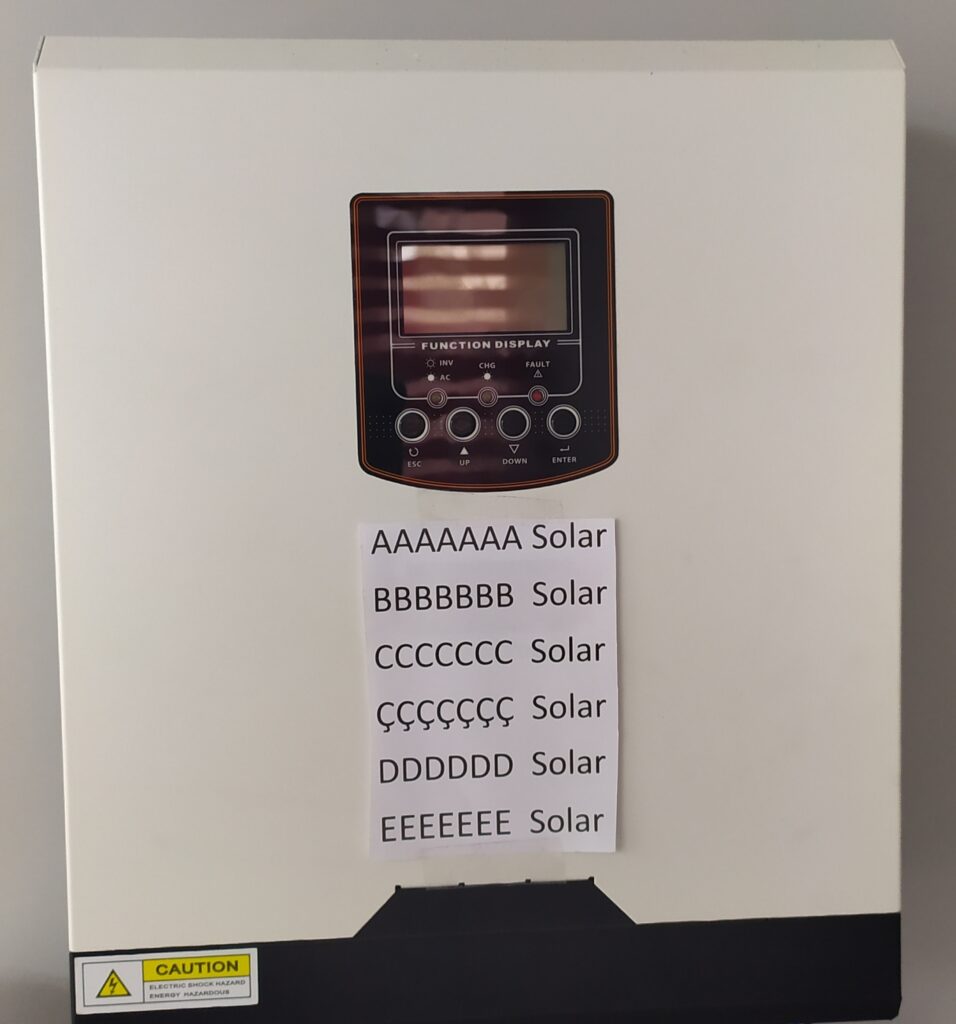 FUNCTION DISPLAY
INV CHG FAULT
AC
ESC UP DOWN ENTER
AAAAAAA Solar
BBBBBBB Solar
CCCCCCC Solar
ÇÇÇÇÇÇÇ Solar
DDDDDD Solar
EEEEEEE Solar
CAUTION
ELECTRIC SHOCK HAZARD
ENERGY HAZARDOUS